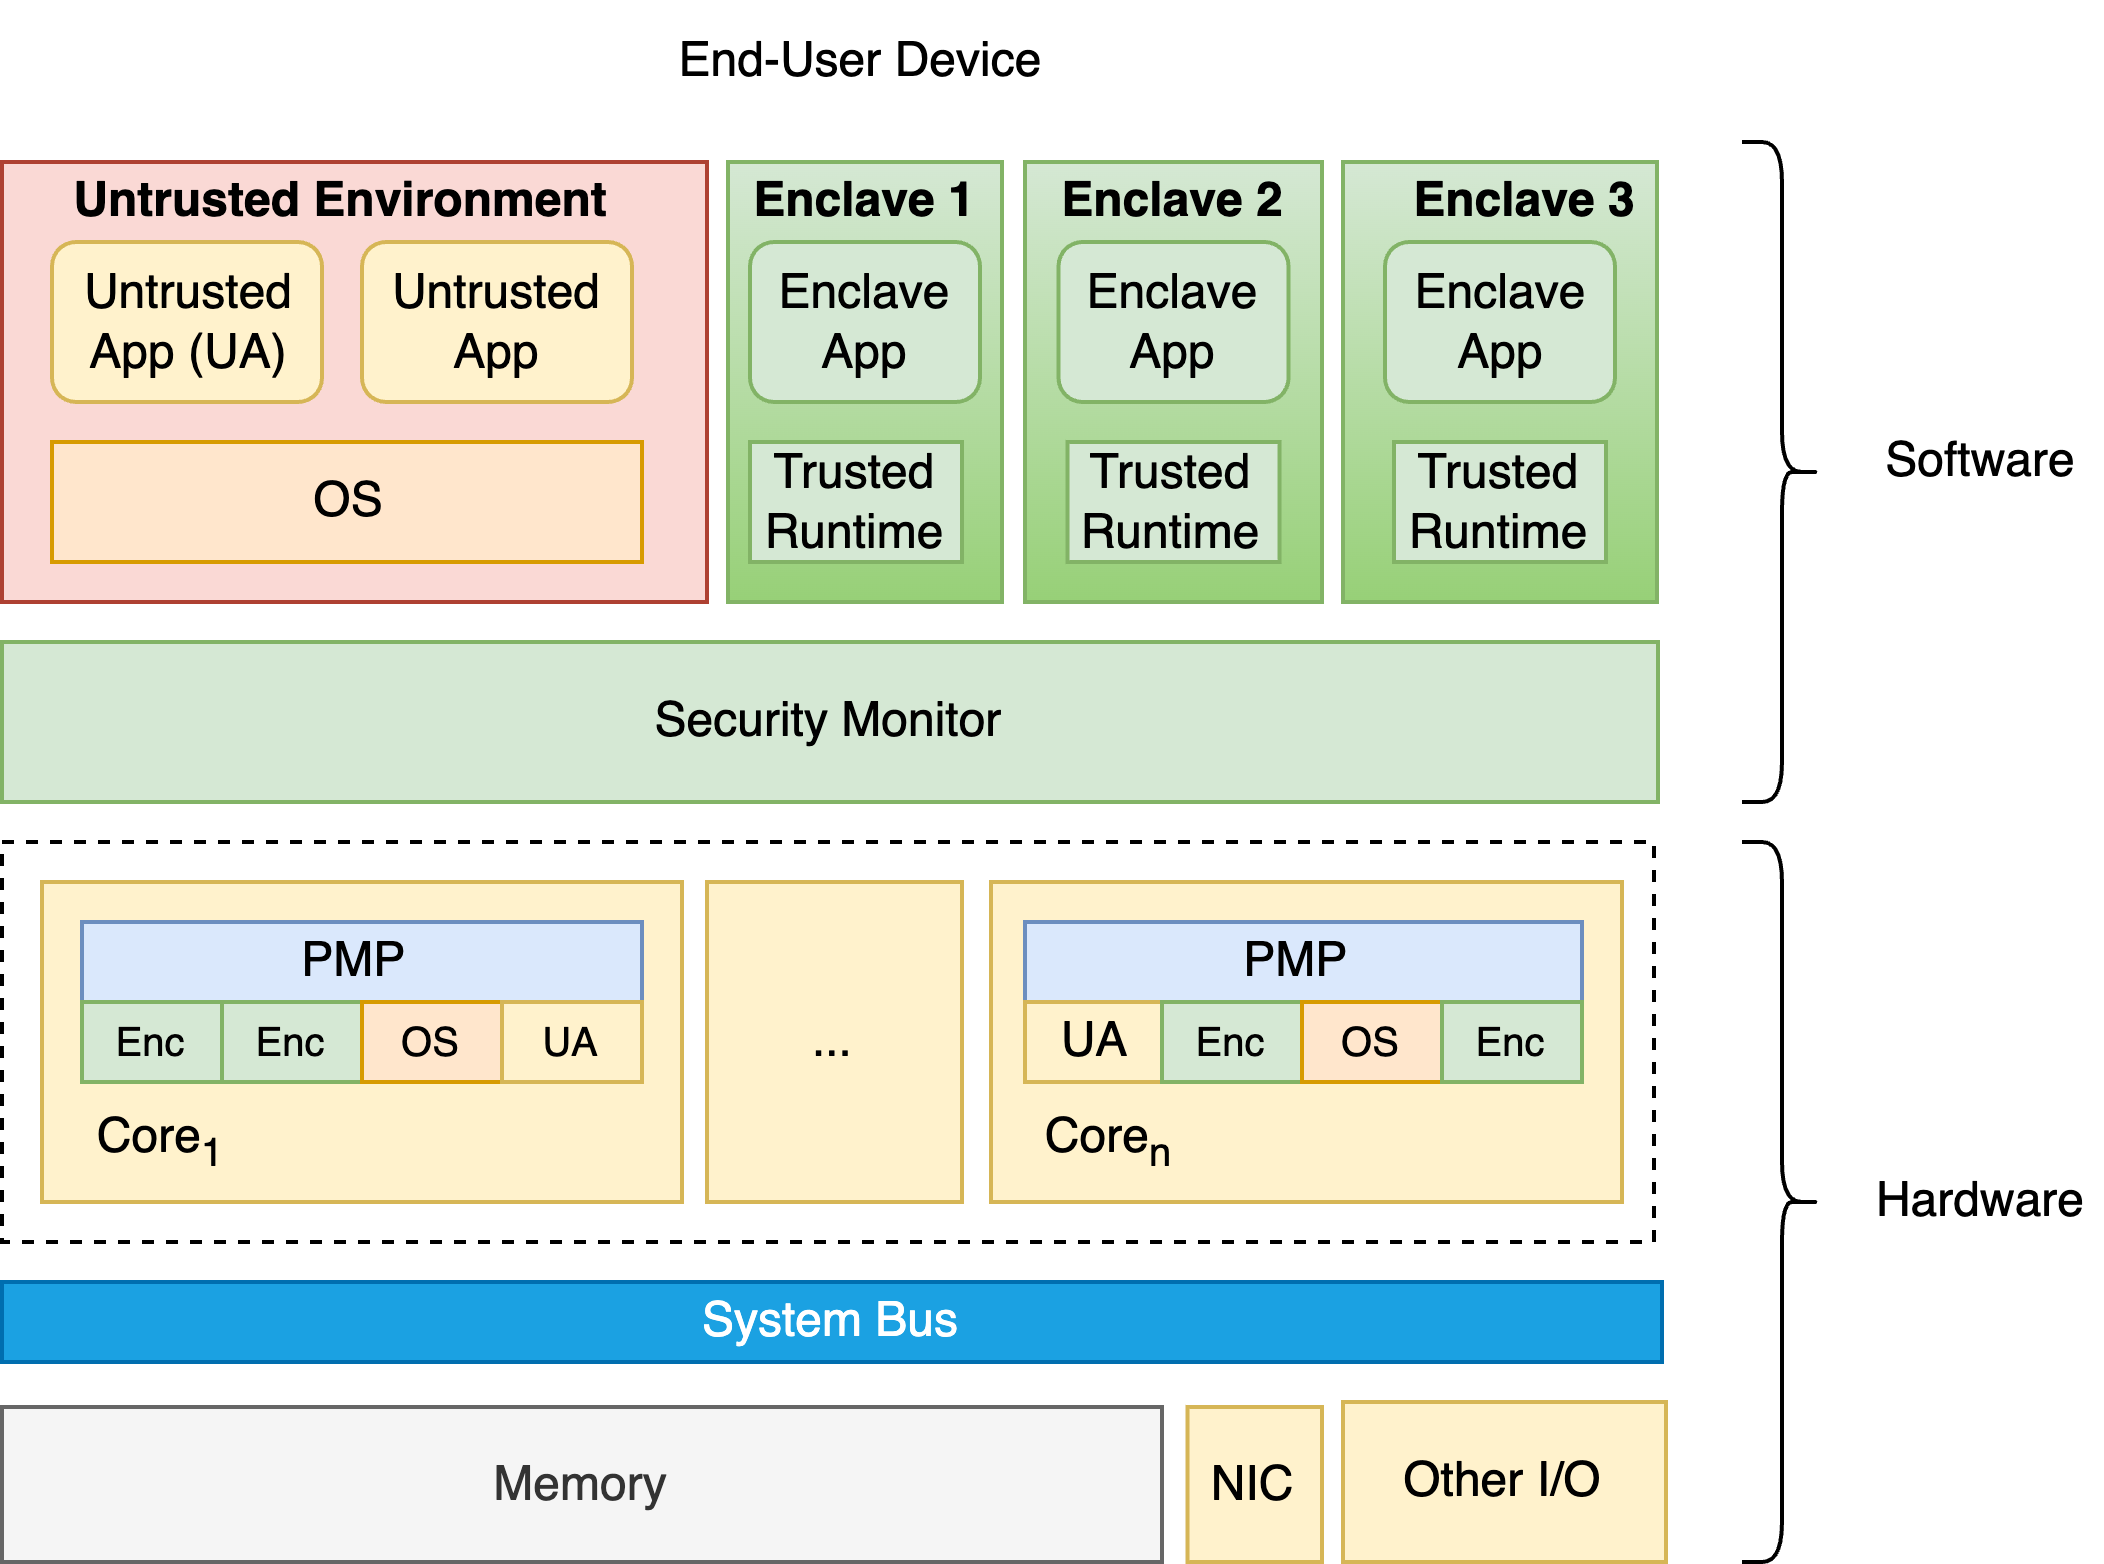 End-User Device
Untrusted Environment
Untrusted
App (UA)
Untrusted
App
OS
Enclave 1
Enclave
App
Trusted
Runtime
Enclave 2
Enclave
App
Trusted
Runtime
Enclave 3
Enclave
App
Trusted
Runtime
Software
Security Monitor
PMP
Enc
Enc
OS
UA
Core1
...
PMP
UA
Enc
OS
Enc
Coren
Hardware
System Bus
Memory
NIC
Other I/O